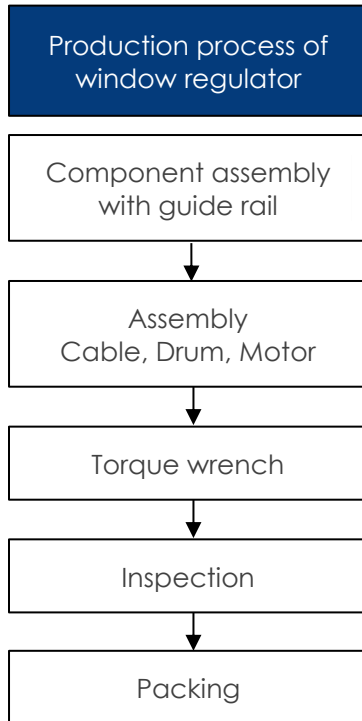 Production process of
window regulator
Component assembly
with guide rail
Assembly
Cable, Drum, Motor
Torque wrench
Inspection
Packing